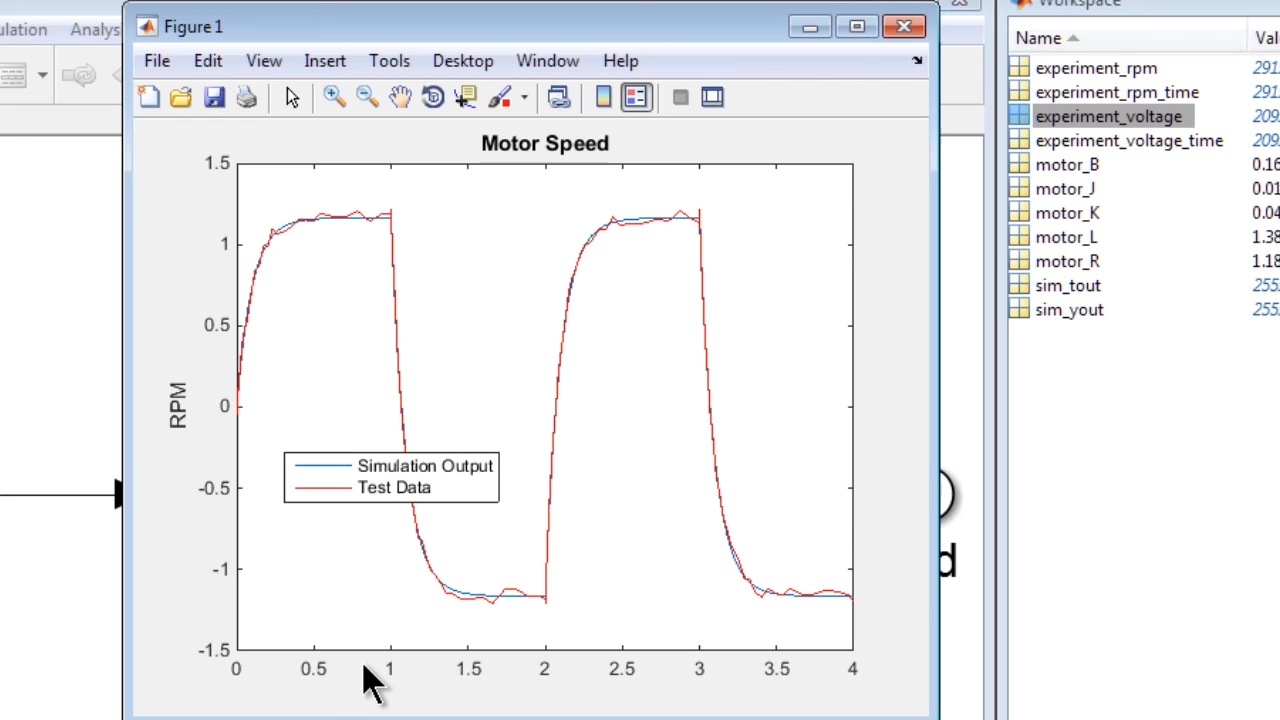 ulation Analys
Figure 1
File Edit View Insert Tools Desktop Window Help
Motor Speed
1.5
1
0.5
0
-0.5
-1
-1.5
RPM
Simulation Output
Test Data
0 0.5 1 1.5 2 2.5 3 3.5 4
d
Workspace
Name Val
experiment_rpm 291
experiment_rpm_time 291
experiment_voltage 209
experiment_voltage_time 209
motor_B 0.16
motor_J 0.01
motor_K 0.04
motor_L 1.38
motor_R 1.18
sim_tout 255
sim_yout 255